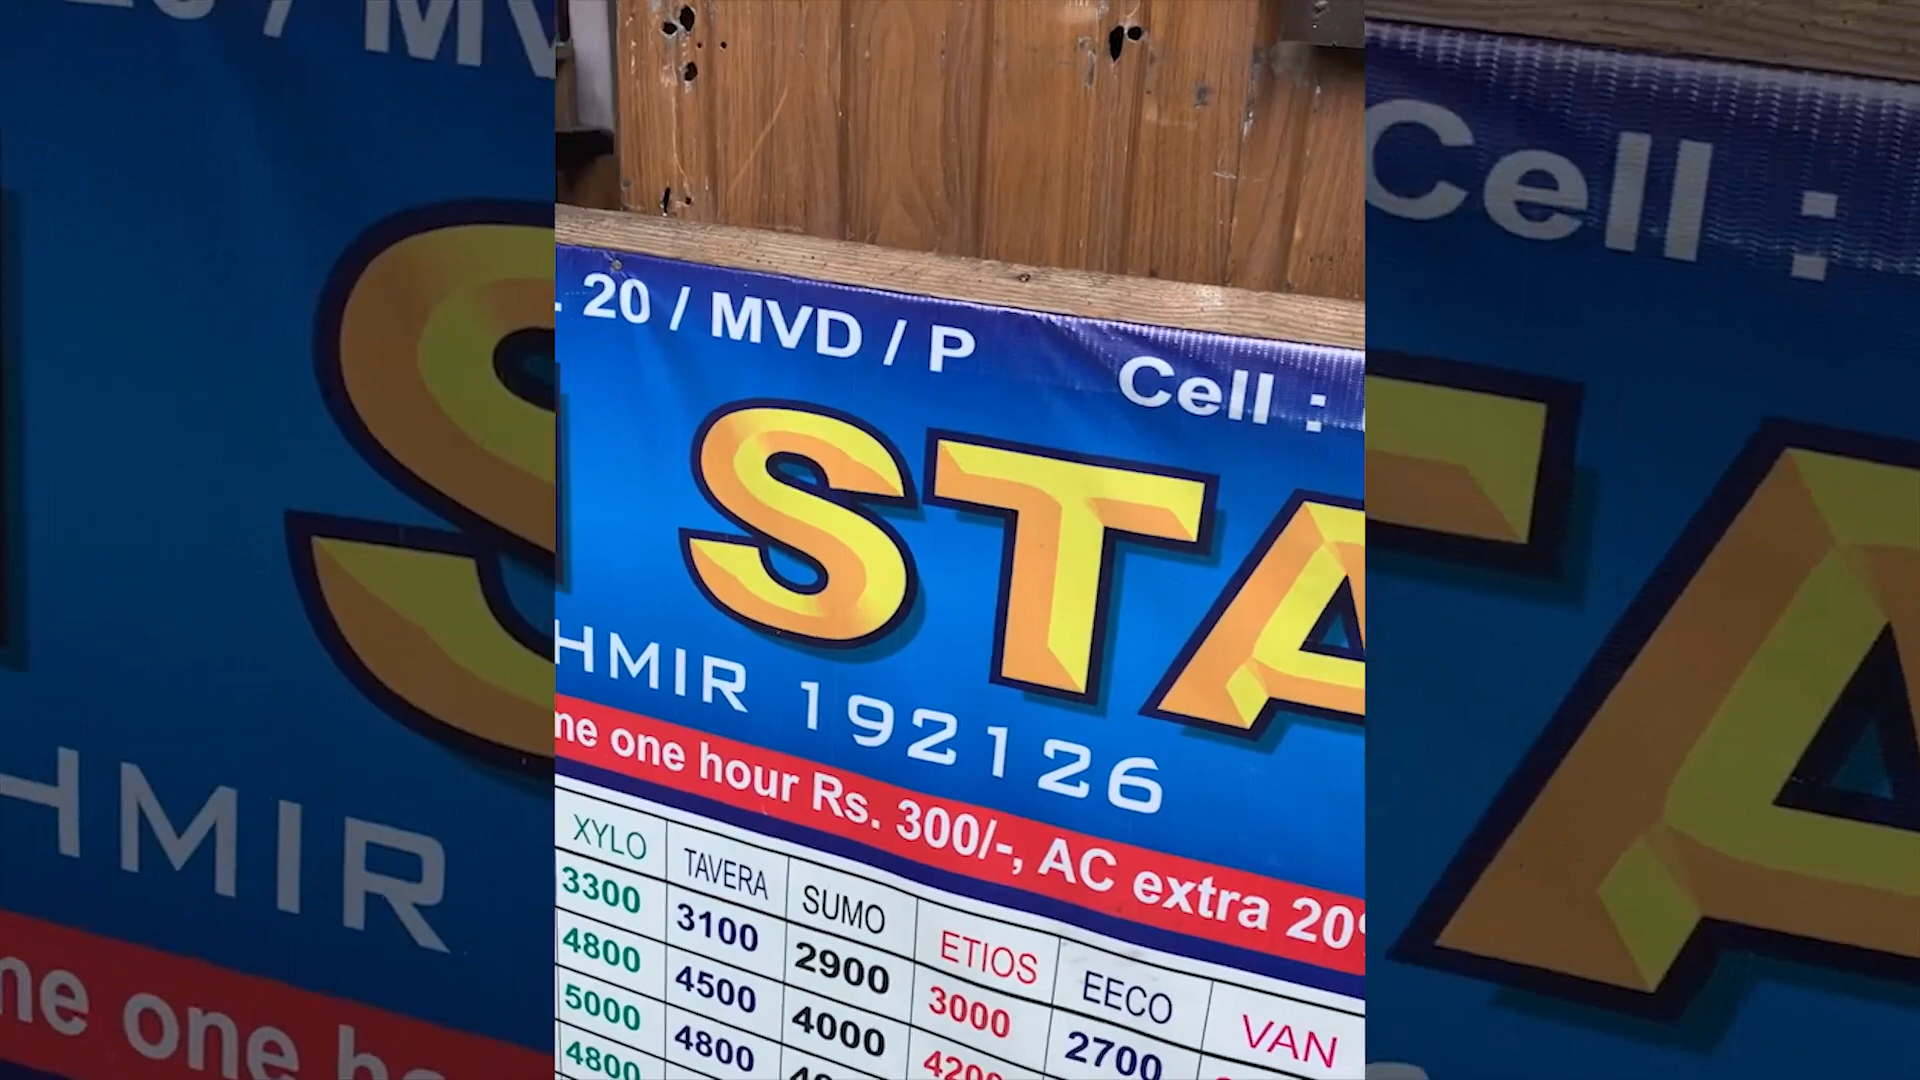 20 / MVD / P Cell :
STA
HMIR 192126
me one hour Rs. 300/-, AC extra 20%
XYLO TAVERA SUMO ETIOS EECO VAN
3300 3100 2900 3000 2700
4800 4500 4000 4200
5000 4800
4800